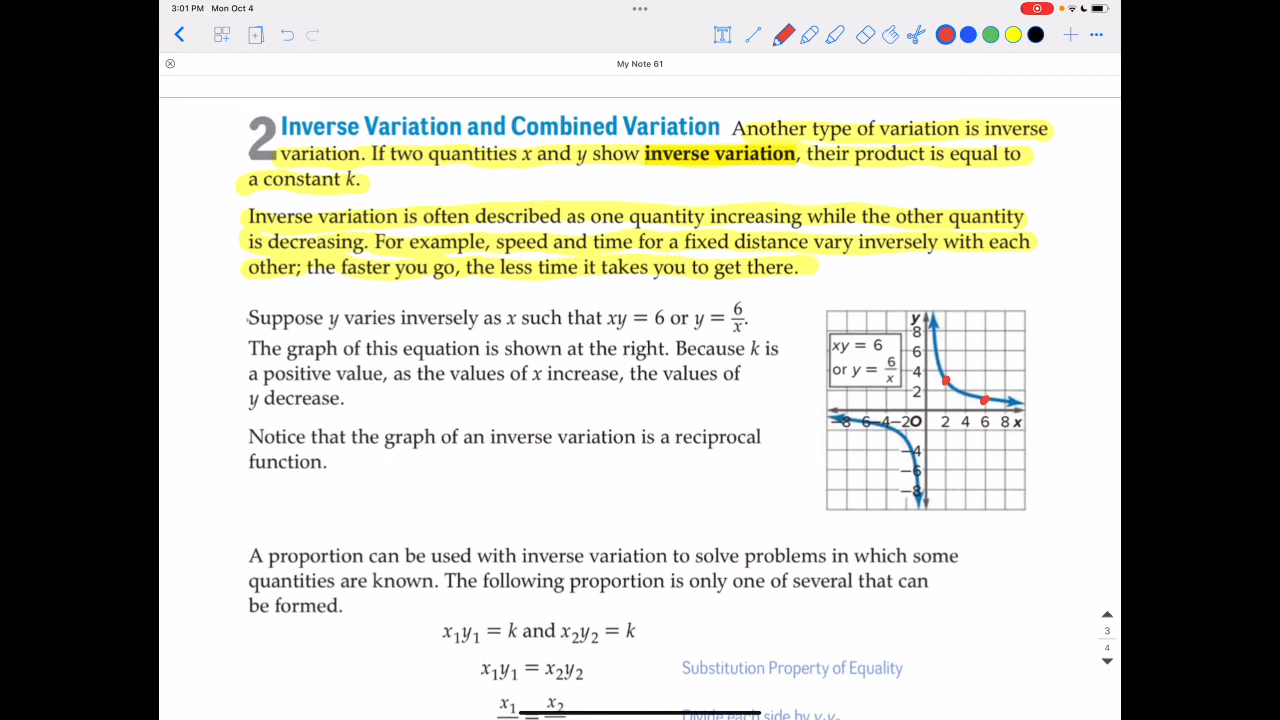 3:01 PM Mon Oct 4
My Note 61
2 Inverse Variation and Combined Variation Another type of variation is inverse
variation. If two quantities x and y show inverse variation, their product is equal to
a constant k.
Inverse variation is often described as one quantity increasing while the other quantity
is decreasing. For example, speed and time for a fixed distance vary inversely with each
other; the faster you go, the less time it takes you to get there.
Suppose y varies inversely as x such that xy = 6 or y = 6/x.
The graph of this equation is shown at the right. Because k is
a positive value, as the values of x increase, the values of
y decrease.
Notice that the graph of an inverse variation is a reciprocal
function.
xy = 6
or y = 6/x
y
8
6
4
2
−8 −6 −4 −2 O 2 4 6 8 x
−4
−6
−8
A proportion can be used with inverse variation to solve problems in which some
quantities are known. The following proportion is only one of several that can
be formed.
x₁y₁ = k and x₂y₂ = k
x₁y₁ = x₂y₂ Substitution Property of Equality
x₁ = x₂ Divide each side by y₁y₂
3
4